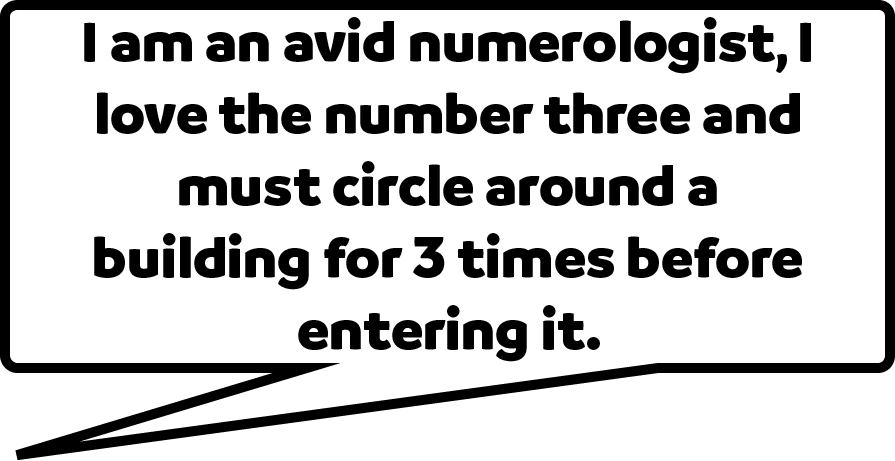 I am an avid numerologist, I
love the number three and
must circle around a
building for 3 times before
entering it.